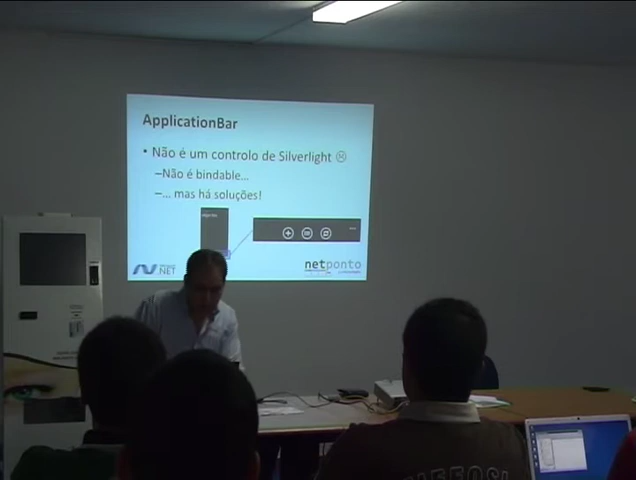 ApplicationBar
• Não é um controlo de Silverlight ☹
–Não é bindable...
–... mas há soluções!
.NET
netponto